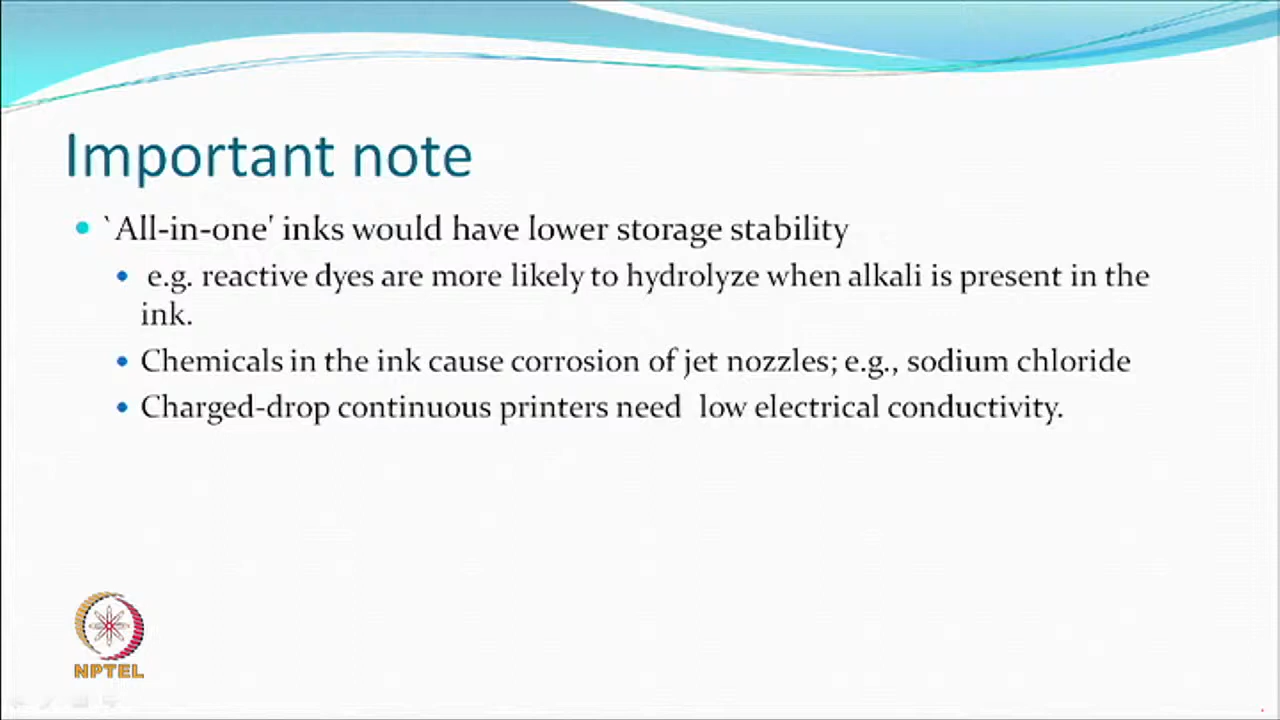 Important note
`All-in-one' inks would have lower storage stability
e.g. reactive dyes are more likely to hydrolyze when alkali is present in the
ink.
Chemicals in the ink cause corrosion of jet nozzles; e.g., sodium chloride
Charged-drop continuous printers need low electrical conductivity.
NPTEL